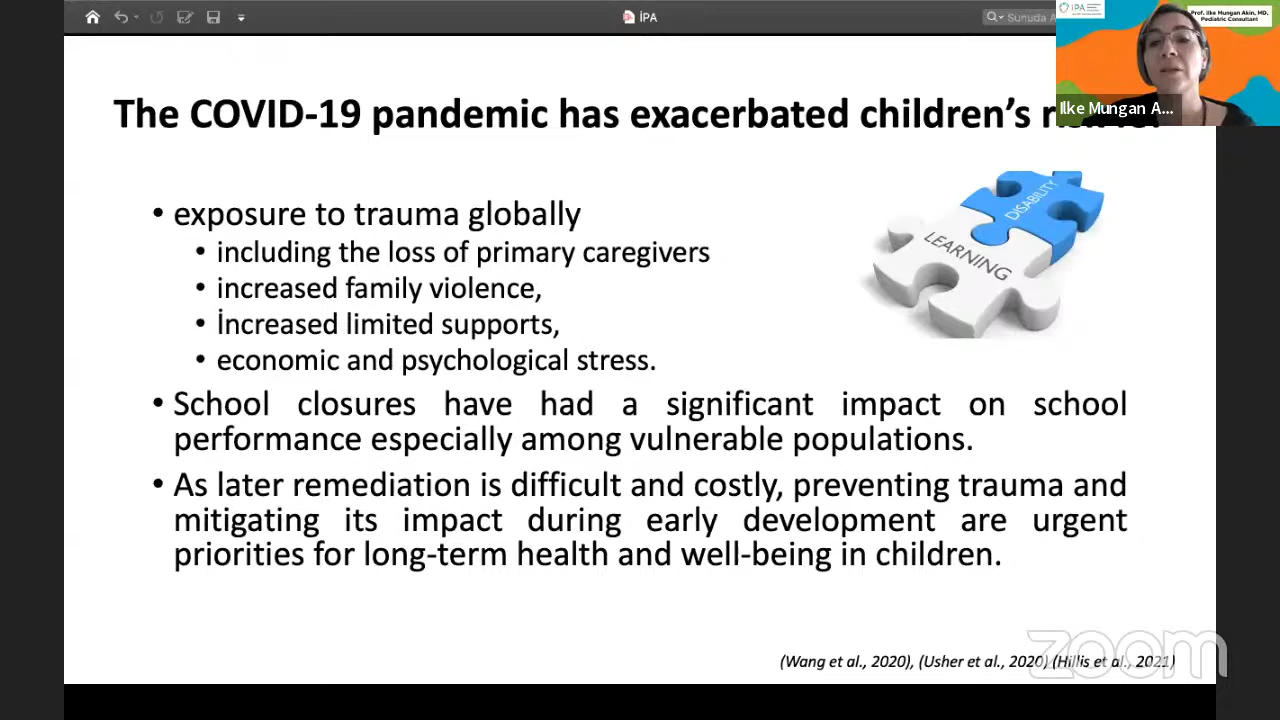 İPA
Sunuda A
iPA
Prof. Ilke Mungan Akin, MD,
Pediatric Consultant
Ilke Mungan A...
The COVID-19 pandemic has exacerbated children's
DISABILITY
LEARNING
• exposure to trauma globally
• including the loss of primary caregivers
• increased family violence,
• İncreased limited supports,
• economic and psychological stress.
• School closures have had a significant impact on school
performance especially among vulnerable populations.
• As later remediation is difficult and costly, preventing trauma and
mitigating its impact during early development are urgent
priorities for long-term health and well-being in children.
(Wang et al., 2020), (Usher et al., 2020) (Hillis et al., 2021)
zoom